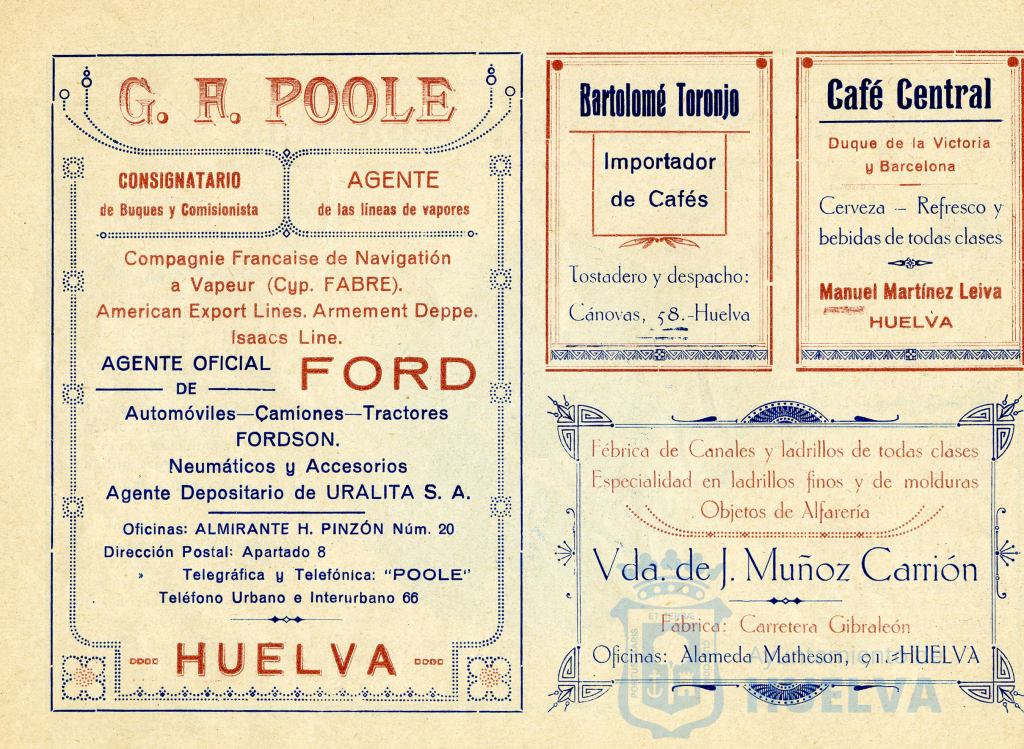 G. A. POOLE
CONSIGNATARIO
de Buques y Comisionista
AGENTE
de las líneas de vapores
Compagnie Francaise de Navigatión
a Vapeur (Cyp. FABRE).
American Export Lines. Armement Deppe.
Isaacs Line.
AGENTE OFICIAL
DE
FORD
Automóviles—Camiones—Tractores
FORDSON.
Neumáticos y Accesorios
Agente Depositario de URALITA S. A.
Oficinas: ALMIRANTE H. PINZÓN Núm. 20
Dirección Postal: Apartado 8
» Telegráfica y Telefónica: "POOLE"
Teléfono Urbano e Interurbano 66
HUELVA
Bartolomé Toronjo
Importador
de Cafés
Tostadero y despacho:
Cánovas, 58.-Huelva
Café Central
Duque de la Victoria
y Barcelona
Cerveza – Refresco y
bebidas de todas clases
Manuel Martínez Leiva
HUELVA
Fábrica de Canales y ladrillos de todas clases
Especialidad en ladrillos finos y de molduras
Objetos de Alfarería
Vda. de J. Muñoz Carrión
Fábrica: Carretera Gibraleón
Oficinas: Alameda Matheson, 91.=HUELVA
HUELVA